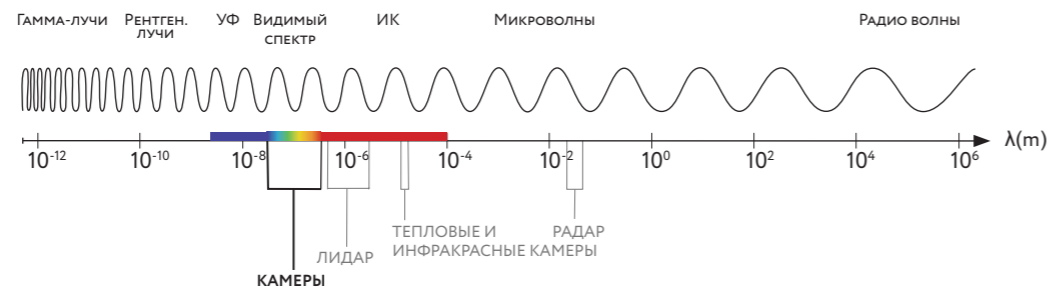 Гамма-лучи Рентген. лучи УФ Видимый спектр ИК Микроволны Радио волны
10⁻¹² 10⁻¹⁰ 10⁻⁸ 10⁻⁶ 10⁻⁴ 10⁻² 10⁰ 10² 10⁴ 10⁶ λ(m)
ТЕПЛОВЫЕ И РАДАР
ЛИДАР ИНФРАКРАСНЫЕ КАМЕРЫ
КАМЕРЫ